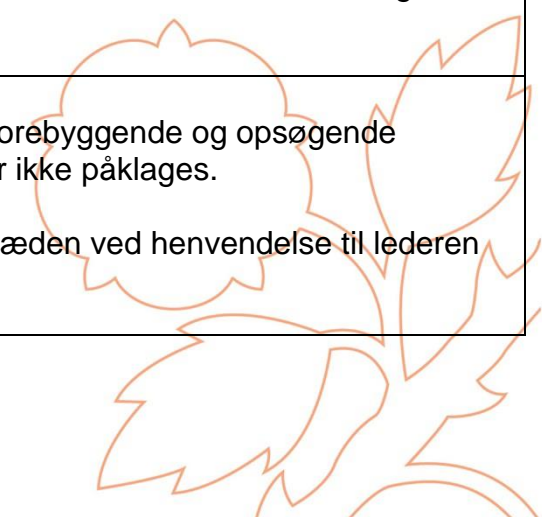 orebyggende og opsøgende
r ikke påklages.
æden ved henvendelse til lederen